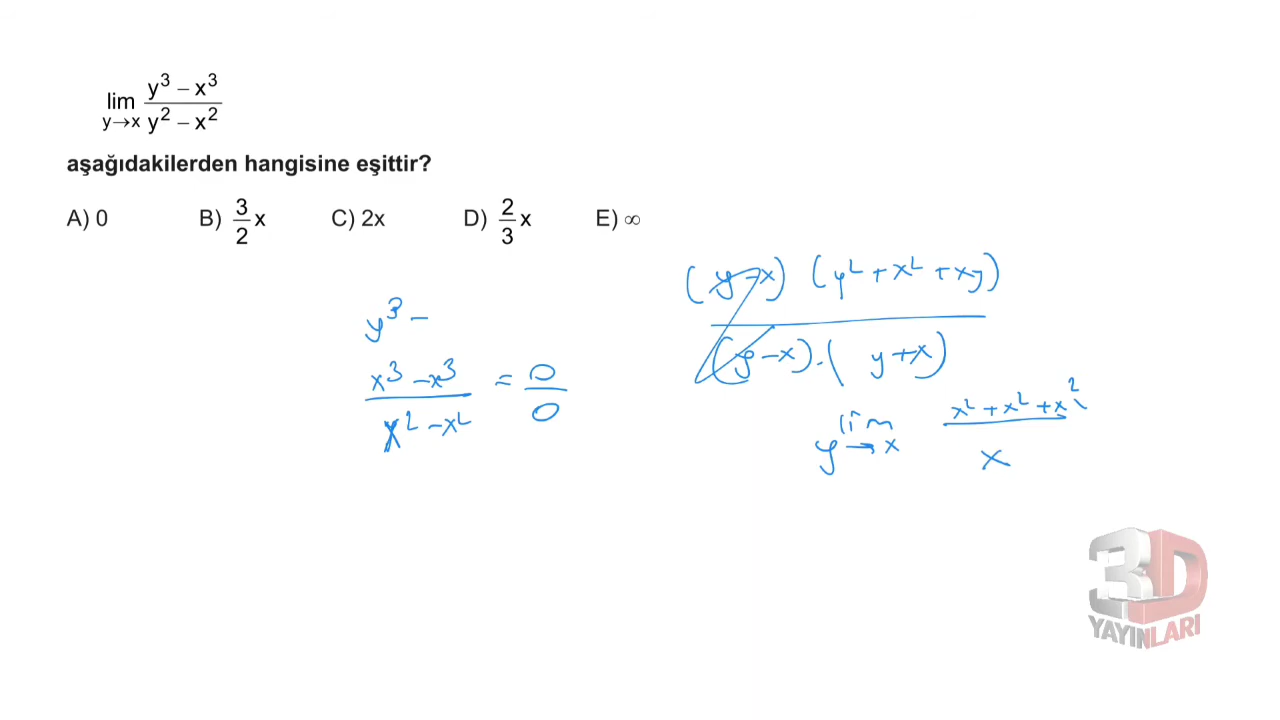 lim y→x (y³ − x³)/(y² − x²)
aşağıdakilerden hangisine eşittir?
A) 0 B) 3/2 x C) 2x D) 2/3 x E) ∞
(y−x) (y² + x² + xy)
(y−x).( y+x)
y³ −
(x³ − x³)/(x² − x²) = 0/0
lim y→x (x² + x² + x²)/x
3D
YAYINLARI